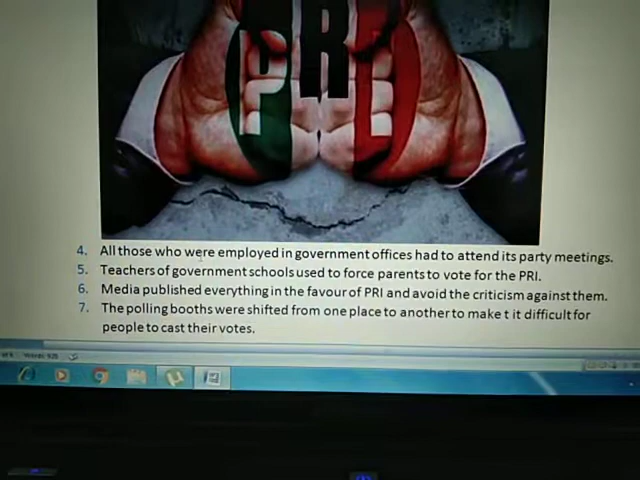 PRI
4. All those who were employed in government offices had to attend its party meetings.
5. Teachers of government schools used to force parents to vote for the PRI.
6. Media published everything in the favour of PRI and avoid the criticism against them.
7. The polling booths were shifted from one place to another to make t it difficult for
people to cast their votes.